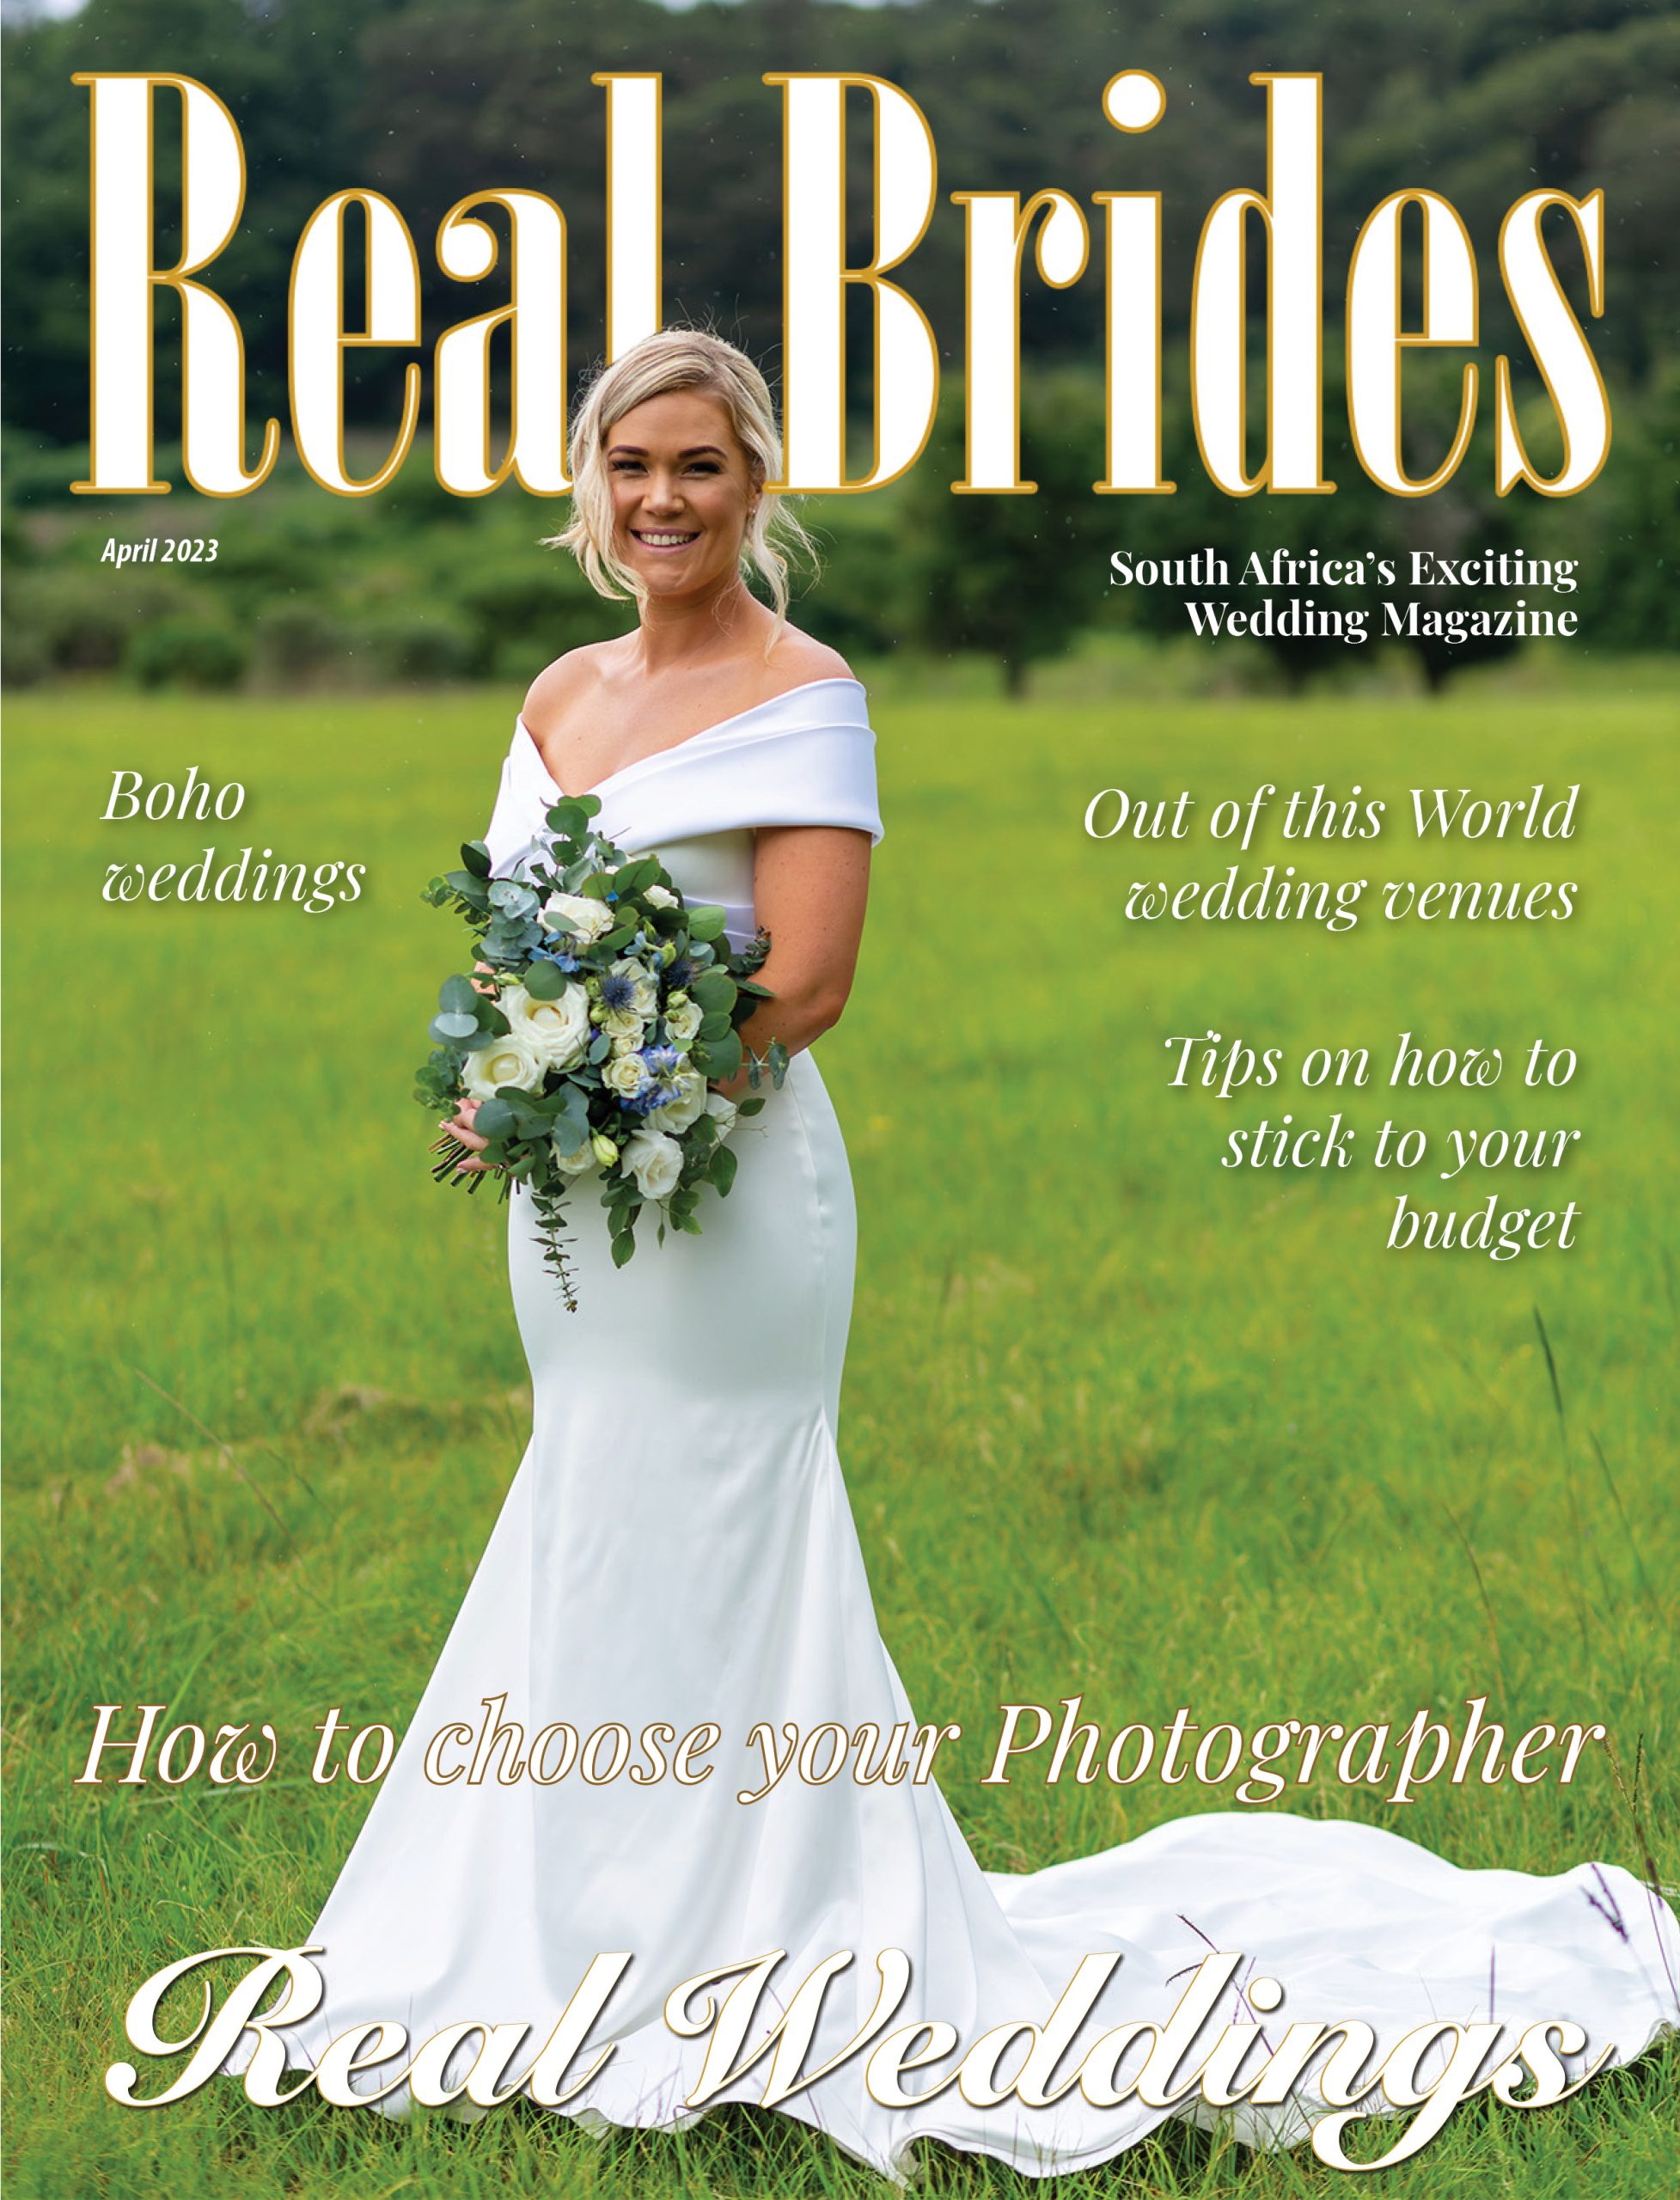 Real Brides
April 2023
South Africa's Exciting
Wedding Magazine
Boho
weddings
Out of this World
wedding venues
Tips on how to
stick to your
budget
How to choose your Photographer
Real Weddings